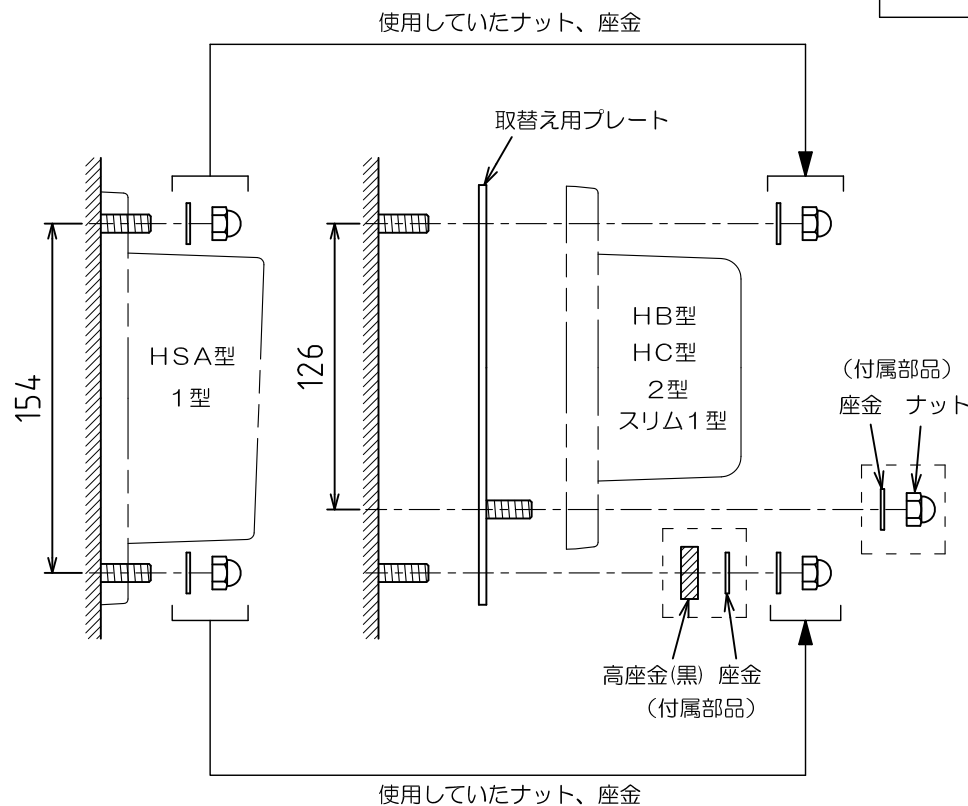 使用していたナット、座金
取替え用プレート
HSA型
1型
154
126
HB型
HC型
2型
スリム1型
(付属部品)
座金 ナット
高座金(黒) 座金
(付属部品)
使用していたナット、座金